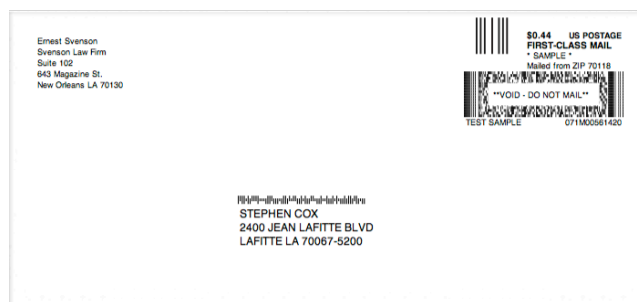 Ernest Svenson
Svenson Law Firm
Suite 102
643 Magazine St.
New Orleans LA 70130
$0.44 US POSTAGE
FIRST-CLASS MAIL
* SAMPLE *
Mailed from ZIP 70118
**VOID - DO NOT MAIL**
TEST SAMPLE 071M00561420
STEPHEN COX
2400 JEAN LAFITTE BLVD
LAFITTE LA 70067-5200